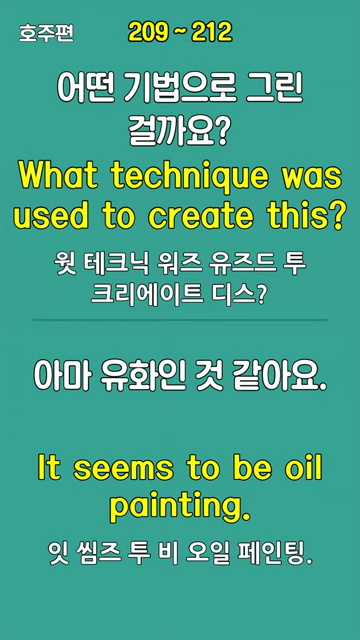 호주편 209 ~ 212
어떤 기법으로 그린
걸까요?
What technique was
used to create this?
웟 테크닉 워즈 유즈드 투
크리에이트 디스?
아마 유화인 것 같아요.
It seems to be oil
painting.
잇 씸즈 투 비 오일 페인팅.